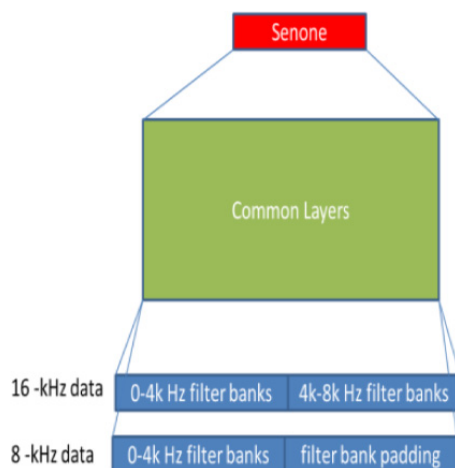 Senone
Common Layers
16 -kHz data 0-4k Hz filter banks 4k-8k Hz filter banks
8 -kHz data 0-4k Hz filter banks filter bank padding